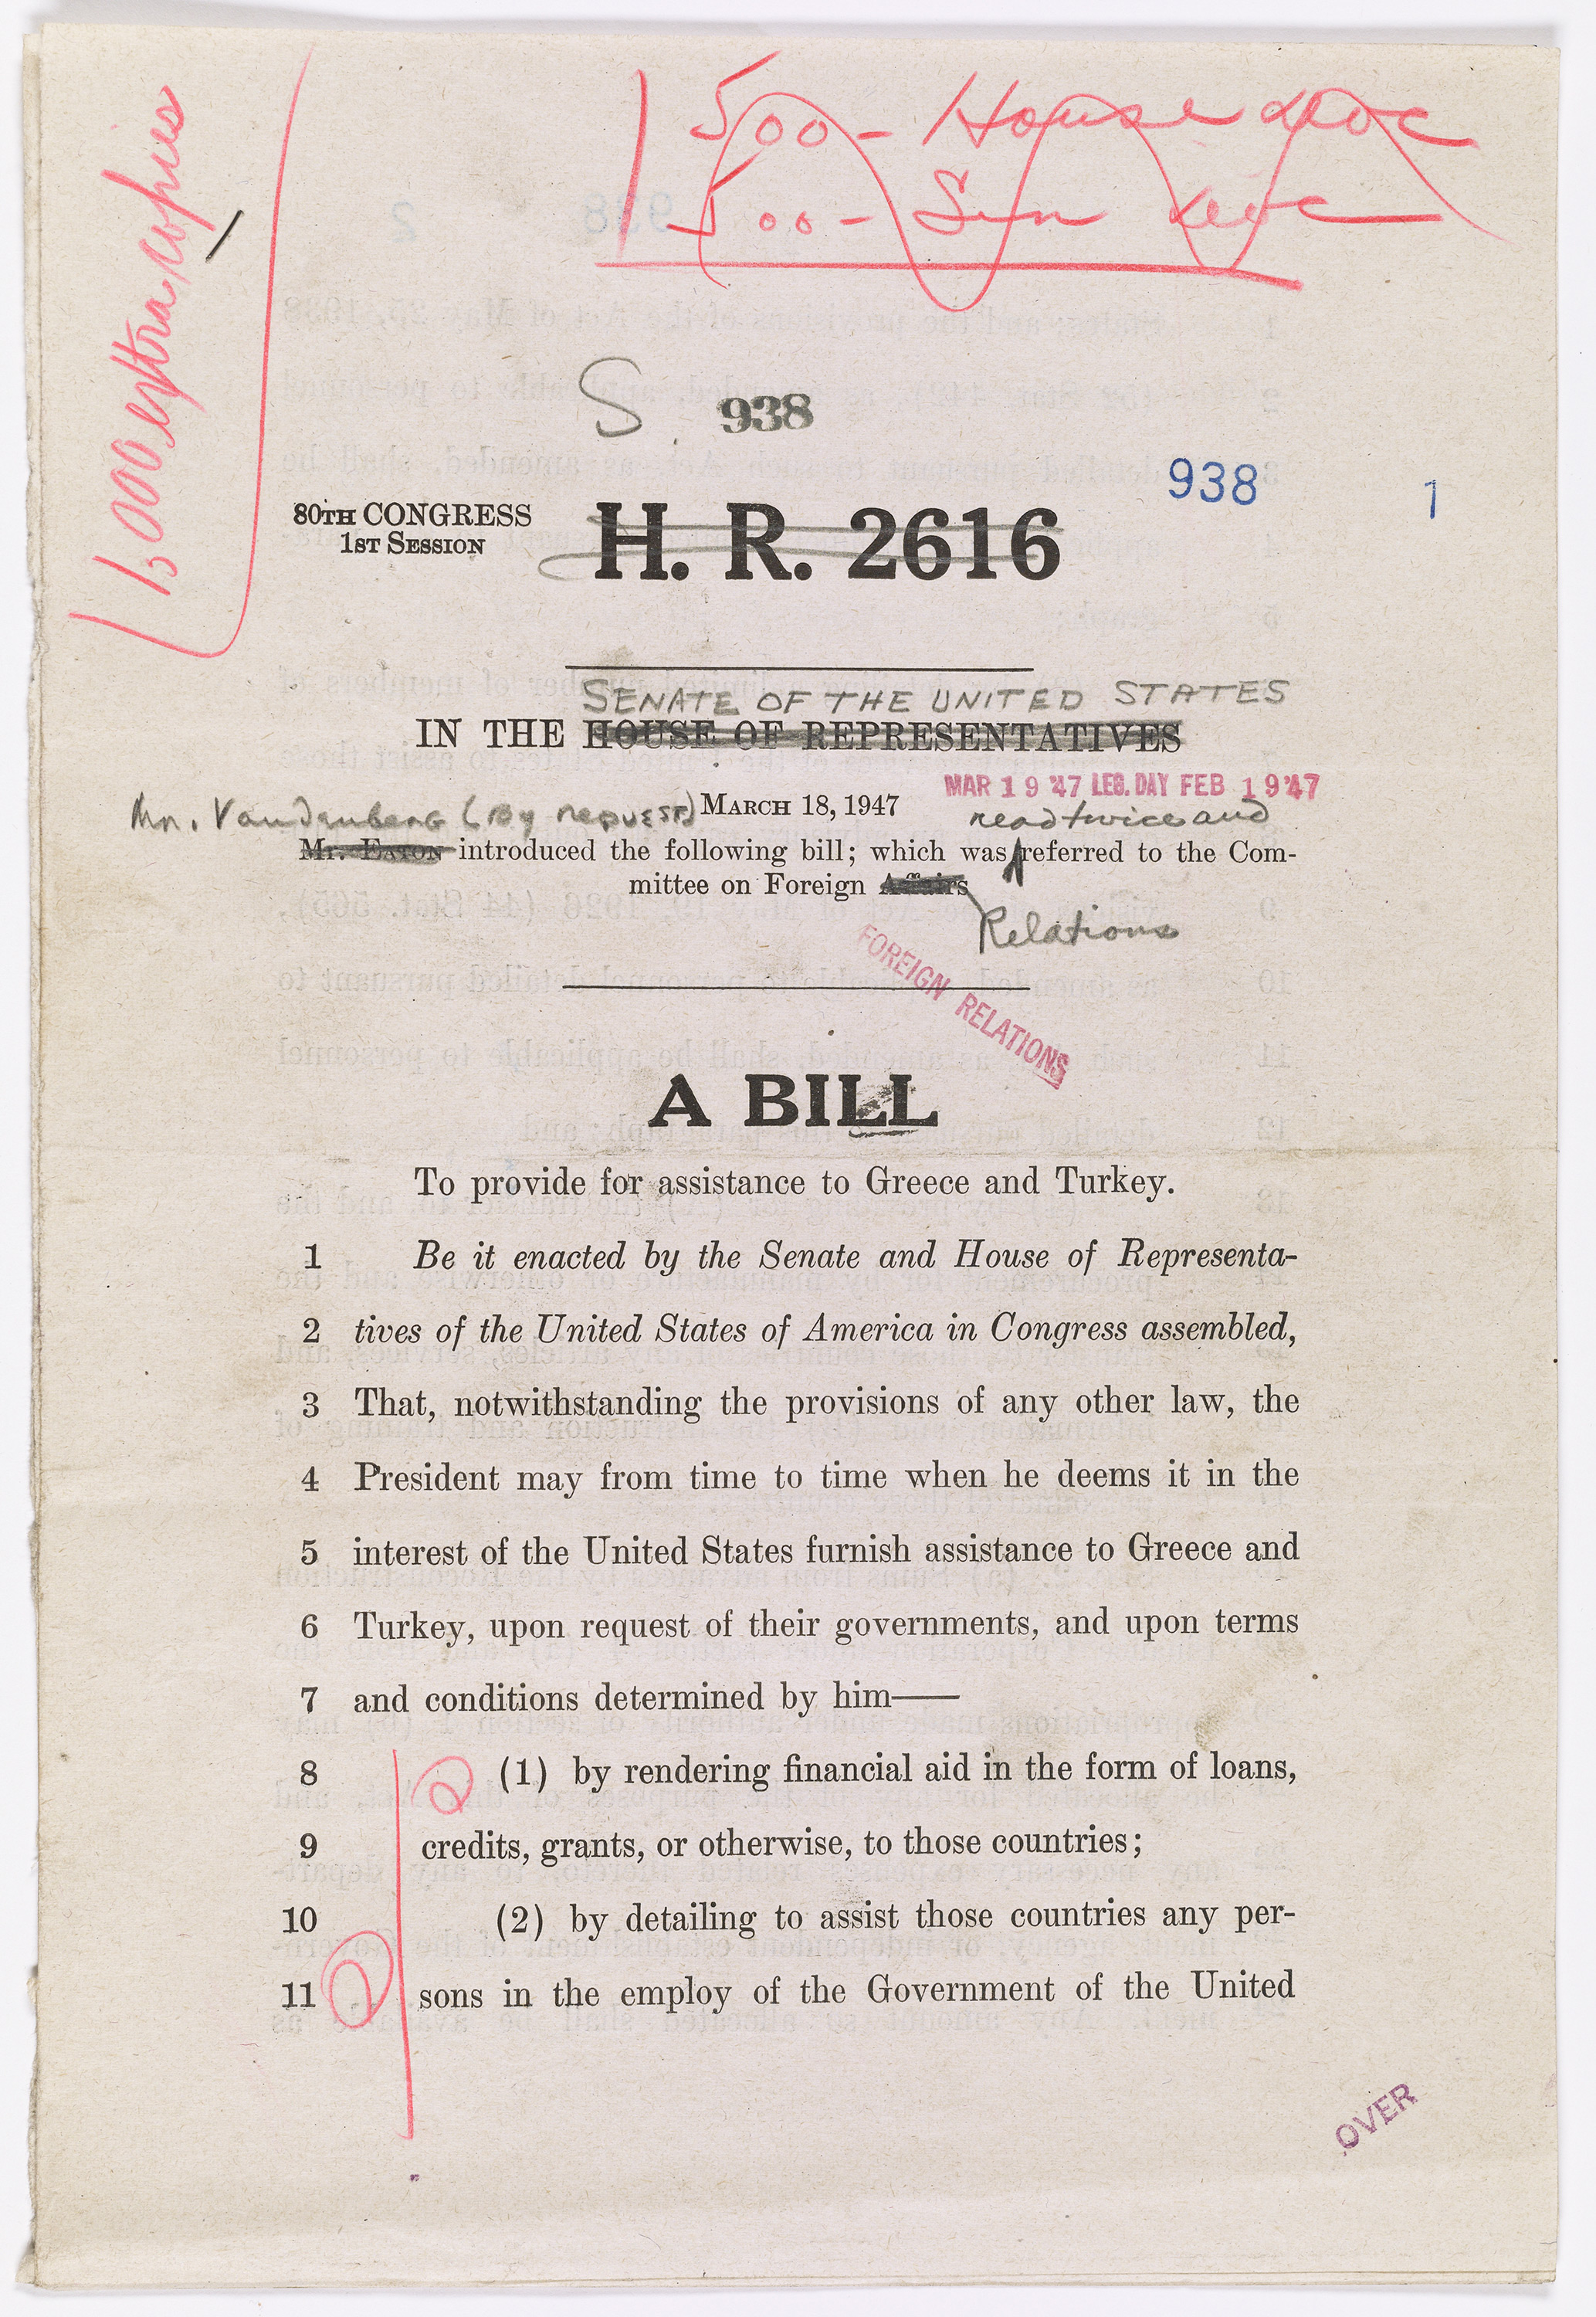 500 - House doc
500 - Sen doc
1,000 extra copies
S. 938
938 1
80TH CONGRESS
1ST SESSION
H. R. 2616
SENATE OF THE UNITED STATES
IN THE HOUSE OF REPRESENTATIVES
MAR 19 '47 LEG. DAY FEB 19 '47
Mr. Vandenberg (By request) MARCH 18, 1947 read twice and
Mr. EATON introduced the following bill; which was referred to the Com-
mittee on Foreign Affairs
Relations
FOREIGN RELATIONS
A BILL
To provide for assistance to Greece and Turkey.
1 Be it enacted by the Senate and House of Representa-
2 tives of the United States of America in Congress assembled,
3 That, notwithstanding the provisions of any other law, the
4 President may from time to time when he deems it in the
5 interest of the United States furnish assistance to Greece and
6 Turkey, upon request of their governments, and upon terms
7 and conditions determined by him——
8 (1) by rendering financial aid in the form of loans,
9 credits, grants, or otherwise, to those countries;
10 (2) by detailing to assist those countries any per-
11 sons in the employ of the Government of the United
OVER